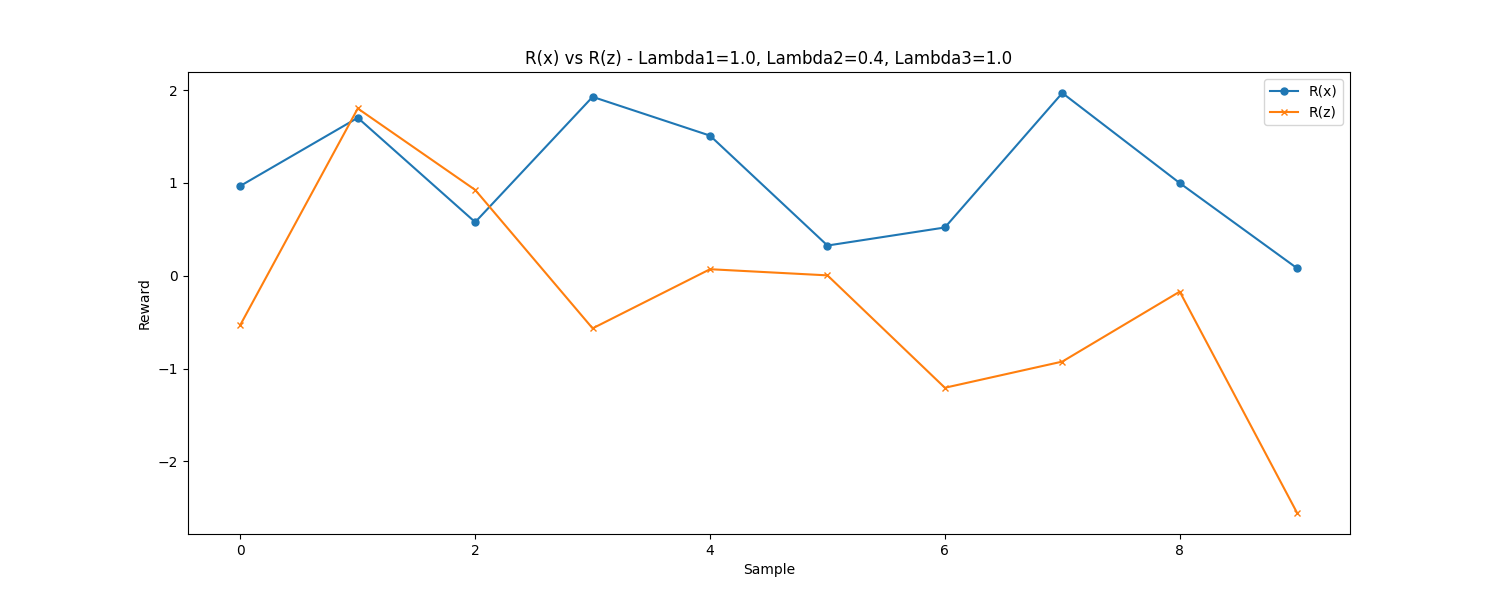 R(x) vs R(z) - Lambda1=1.0, Lambda2=0.4, Lambda3=1.0
R(x)
R(z)
2
1
0
−1
−2
Reward
0 2 4 6 8
Sample